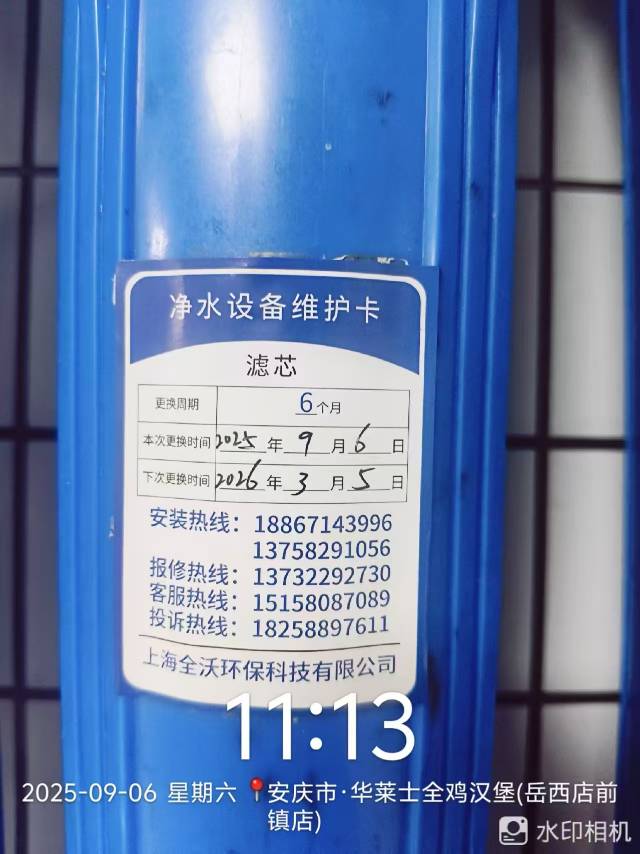 净水设备维护卡
滤芯
更换周期 6个月
本次更换时间 2025年 9月 6日
下次更换时间 2026年 3月 5日
安装热线：18867143996
13758291056
报修热线：13732292730
客服热线：15158087089
投诉热线：18258897611
上海全沃环保科技有限公司
11:13
2025-09-06 星期六 安庆市·华莱士全鸡汉堡(岳西店前
镇店)
水印相机